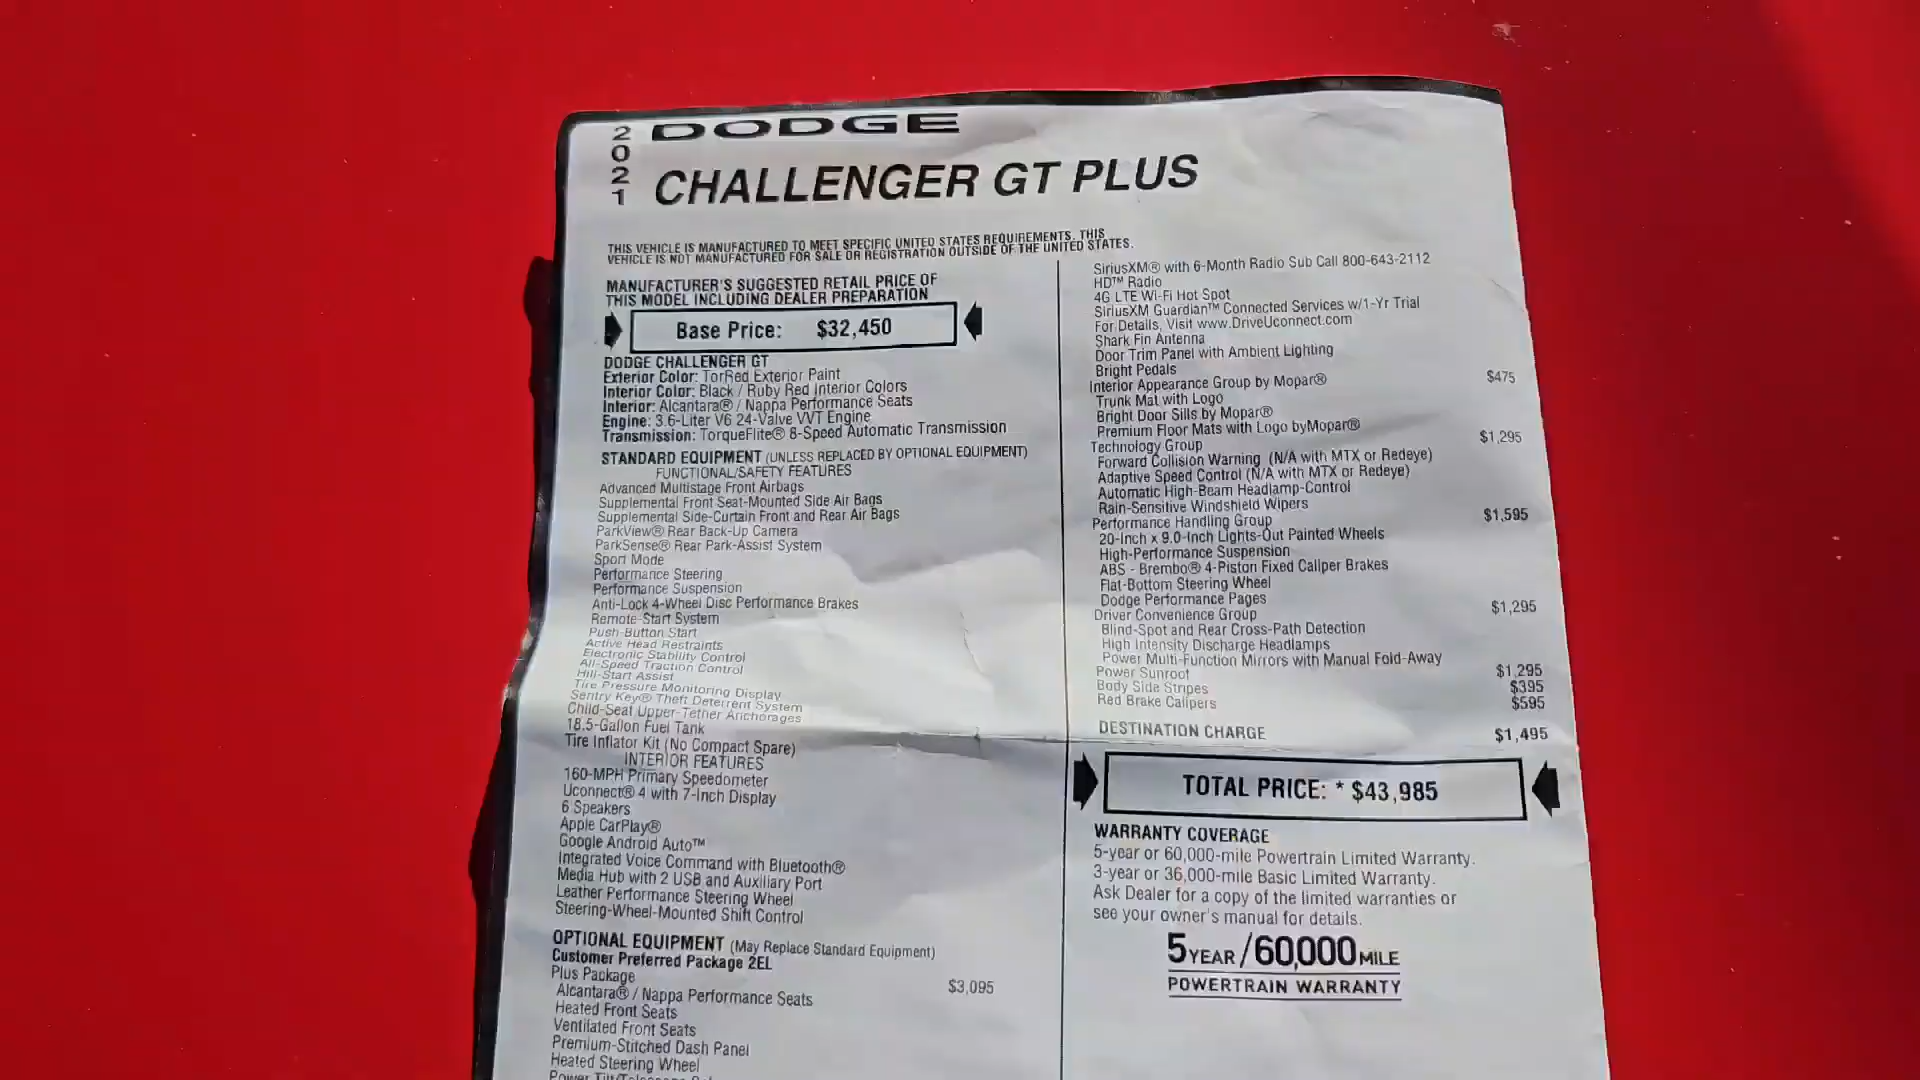 2021
DODGE
CHALLENGER GT PLUS
THIS VEHICLE IS MANUFACTURED TO MEET SPECIFIC UNITED STATES REQUIREMENTS. THIS
VEHICLE IS NOT MANUFACTURED FOR SALE OR REGISTRATION OUTSIDE OF THE UNITED STATES.
MANUFACTURER'S SUGGESTED RETAIL PRICE OF
THIS MODEL INCLUDING DEALER PREPARATION
Base Price: $32,450
DODGE CHALLENGER GT
Exterior Color: TorRed Exterior Paint
Interior Color: Black / Ruby Red Interior Colors
Interior: Alcantara® / Nappa Performance Seats
Engine: 3.6-Liter V6 24-Valve VVT Engine
Transmission: TorqueFlite® 8-Speed Automatic Transmission
STANDARD EQUIPMENT (UNLESS REPLACED BY OPTIONAL EQUIPMENT)
FUNCTIONAL/SAFETY FEATURES
Advanced Multistage Front Airbags
Supplemental Front Seat-Mounted Side Air Bags
Supplemental Side-Curtain Front and Rear Air Bags
ParkView® Rear Back-Up Camera
ParkSense® Rear Park-Assist System
Sport Mode
Performance Steering
Performance Suspension
Anti-Lock 4-Wheel Disc Performance Brakes
Remote-Start System
Push-Button Start
Active Head Restraints
Electronic Stability Control
All-Speed Traction Control
Hill-Start Assist
Tire Pressure Monitoring Display
Sentry Key® Theft Deterrent System
Child-Seat Upper-Tether Anchorages
18.5-Gallon Fuel Tank
Tire Inflator Kit (No Compact Spare)
INTERIOR FEATURES
160-MPH Primary Speedometer
Uconnect® 4 with 7-Inch Display
6 Speakers
Apple CarPlay®
Google Android Auto™
Integrated Voice Command with Bluetooth®
Media Hub with 2 USB and Auxiliary Port
Leather Performance Steering Wheel
Steering-Wheel-Mounted Shift Control
OPTIONAL EQUIPMENT (May Replace Standard Equipment)
Customer Preferred Package 2EL
Plus Package $3,095
Alcantara® / Nappa Performance Seats
Heated Front Seats
Ventilated Front Seats
Premium-Stitched Dash Panel
Heated Steering Wheel
SiriusXM® with 6-Month Radio Sub Call 800-643-2112
HD™ Radio
4G LTE Wi-Fi Hot Spot
SiriusXM Guardian™ Connected Services w/1-Yr Trial
For Details, Visit www.DriveUconnect.com
Shark Fin Antenna
Door Trim Panel with Ambient Lighting
Bright Pedals
Interior Appearance Group by Mopar® $475
Trunk Mat with Logo
Bright Door Sills by Mopar®
Premium Floor Mats with Logo byMopar®
Technology Group $1,295
Forward Collision Warning (N/A with MTX or Redeye)
Adaptive Speed Control (N/A with MTX or Redeye)
Automatic High-Beam Headlamp-Control
Rain-Sensitive Windshield Wipers
Performance Handling Group $1,595
20-Inch x 9.0-Inch Lights-Out Painted Wheels
High-Performance Suspension
ABS - Brembo® 4-Piston Fixed Caliper Brakes
Flat-Bottom Steering Wheel
Dodge Performance Pages
Driver Convenience Group $1,295
Blind-Spot and Rear Cross-Path Detection
High Intensity Discharge Headlamps
Power Multi-Function Mirrors with Manual Fold-Away
Power Sunroof $1,295
Body Side Stripes $395
Red Brake Calipers $595
DESTINATION CHARGE $1,495
TOTAL PRICE: * $43,985
WARRANTY COVERAGE
5-year or 60,000-mile Powertrain Limited Warranty.
3-year or 36,000-mile Basic Limited Warranty.
Ask Dealer for a copy of the limited warranties or
see your owner's manual for details.
5 YEAR / 60,000 MILE
POWERTRAIN WARRANTY